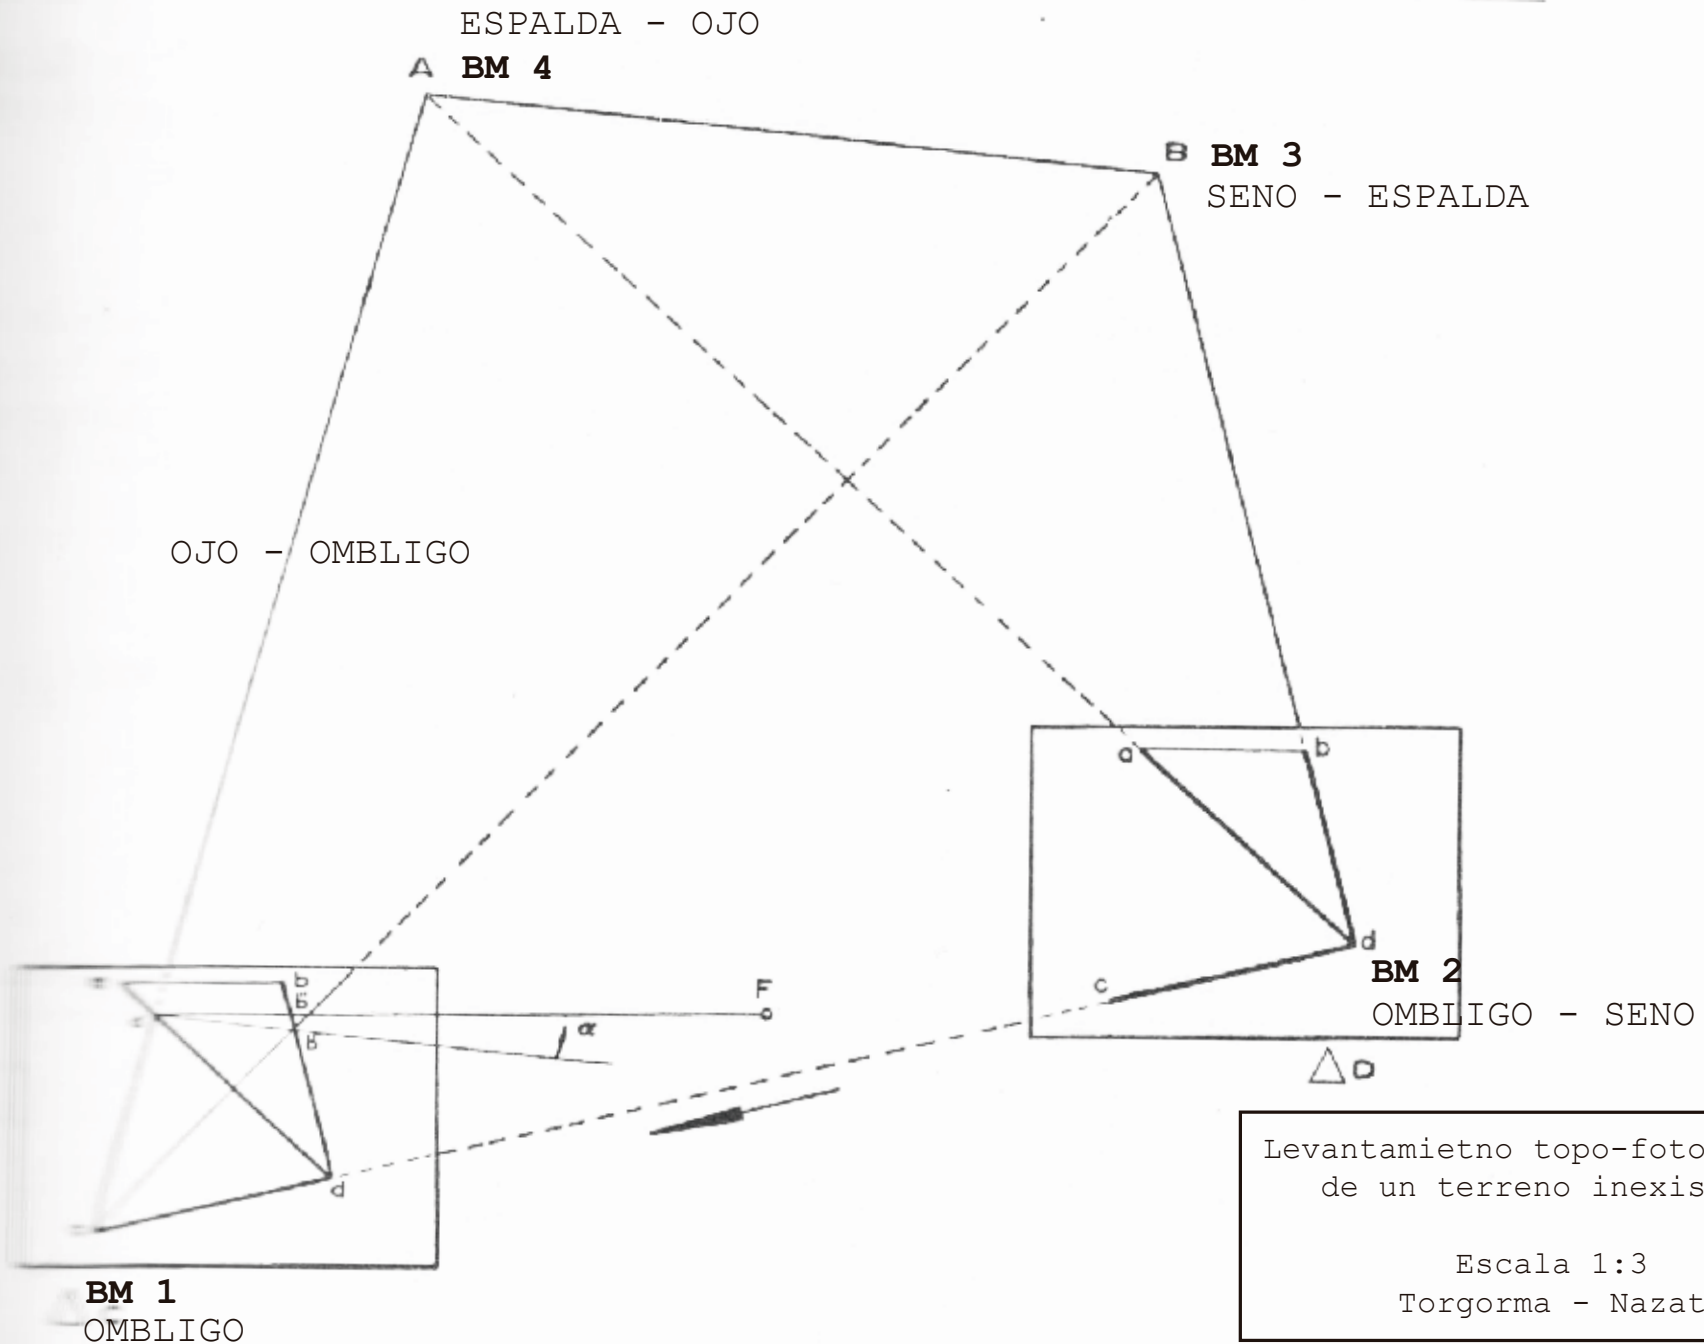 ESPALDA - OJO
A BM 4
B BM 3
SENO - ESPALDA
OJO - OMBLIGO
a b
d
BM 2
c
OMBLIGO - SENO
D
b
F
α
d
BM 1
OMBLIGO
Levantamietno topo-foto
de un terreno inexis
Escala 1:3
Torgorma - Nazat